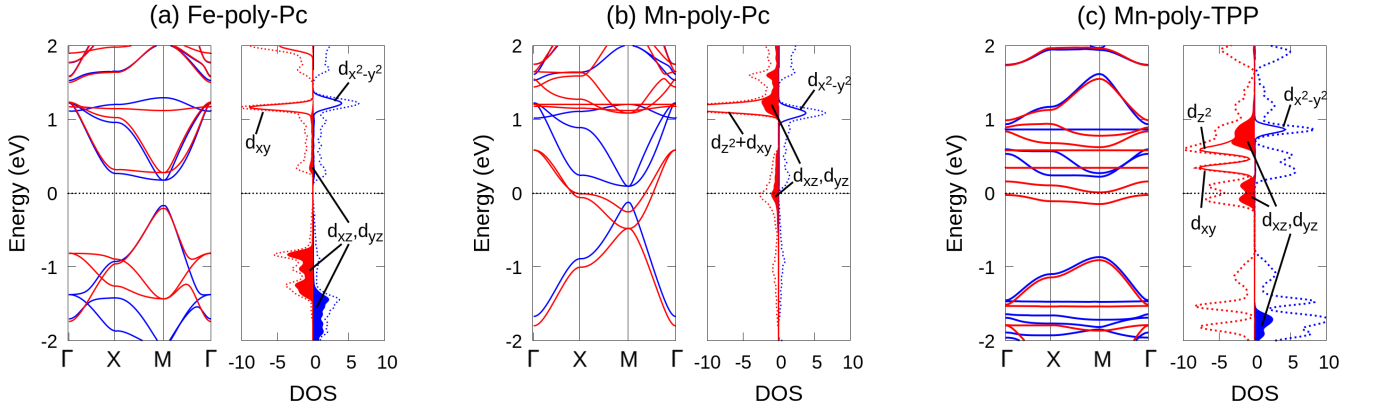 (a) Fe-poly-Pc
(b) Mn-poly-Pc
(c) Mn-poly-TPP
Energy (eV)
2
1
0
-1
-2
Γ X M Γ
-10 -5 0 5 10
DOS
dx²-y²
dxy
dxz,dyz
Energy (eV)
2
1
0
-1
-2
Γ X M Γ
-10 -5 0 5 10
DOS
dx²-y²
dz²+dxy
dxz,dyz
Energy (eV)
2
1
0
-1
-2
Γ X M Γ
-10 -5 0 5 10
DOS
dz²
dx²-y²
dxy
dxz,dyz